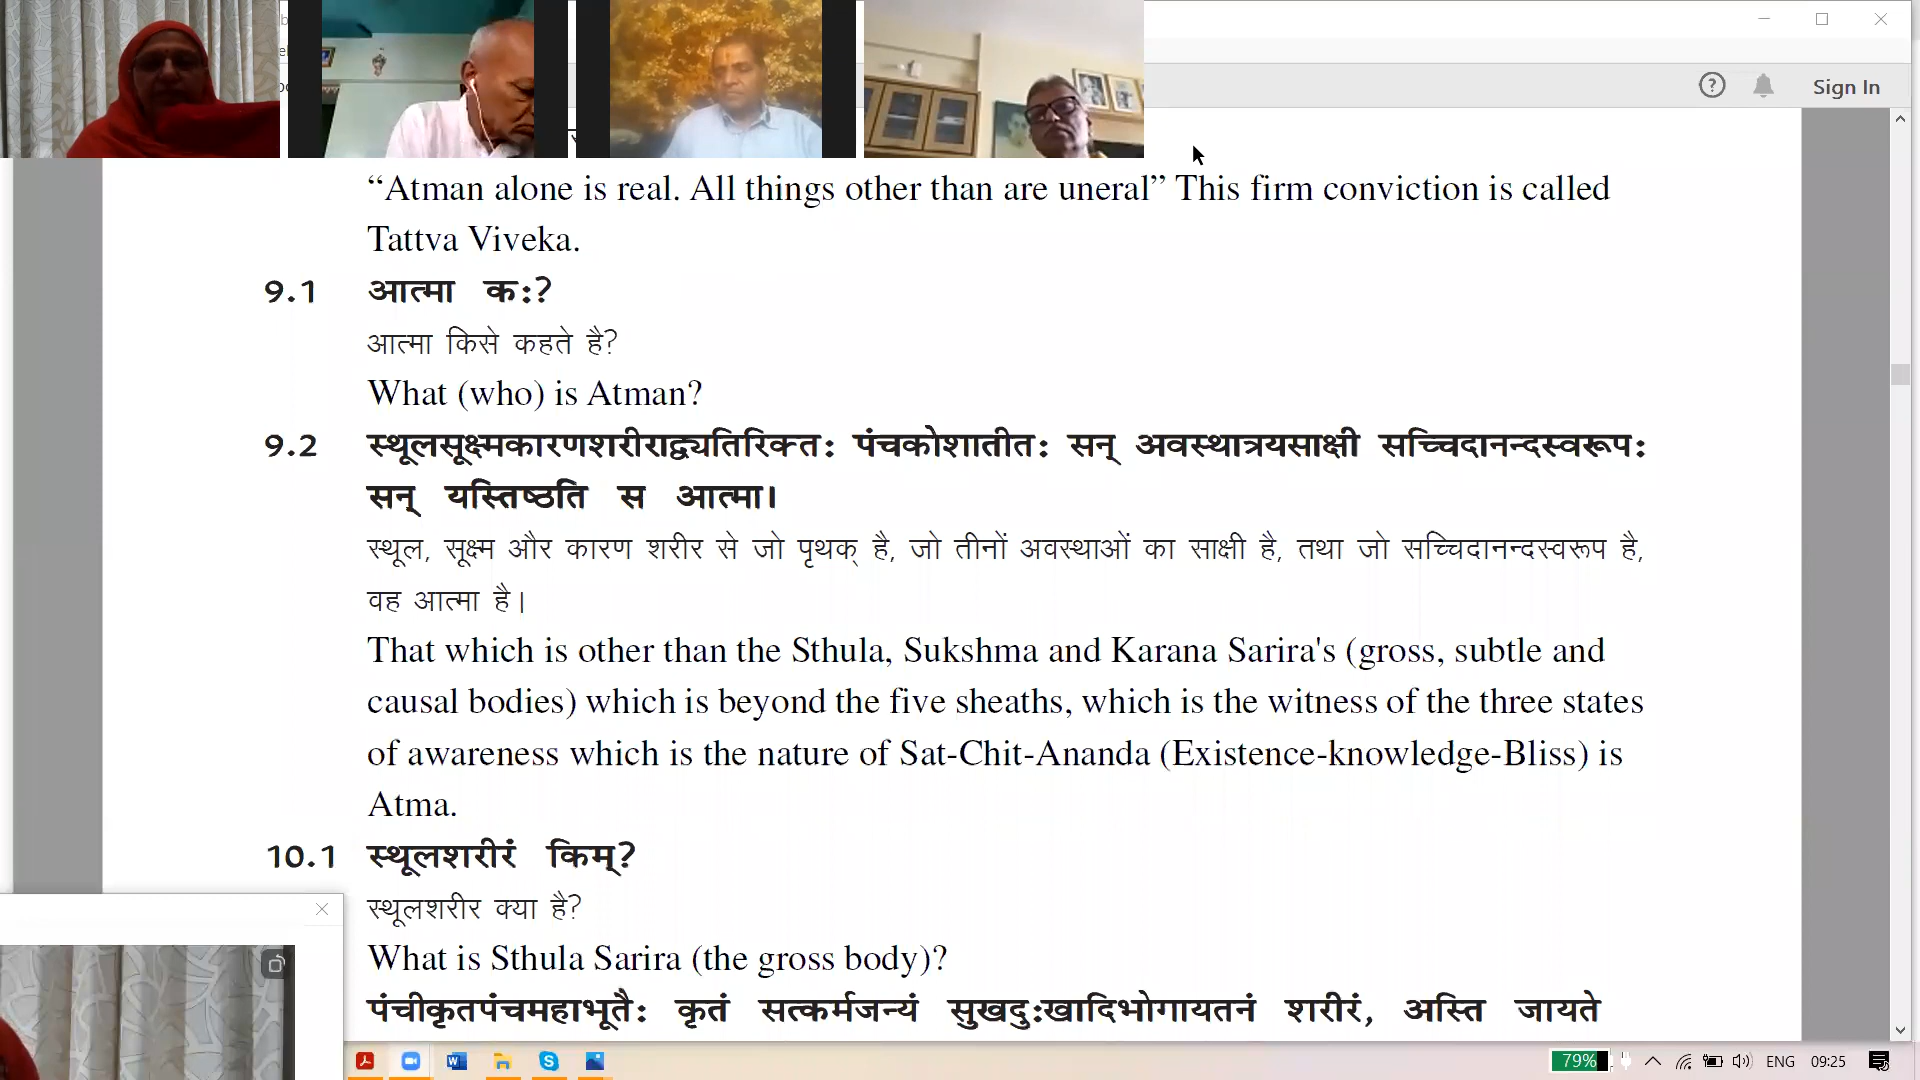 Sign In
“Atman alone is real. All things other than are uneral” This firm conviction is called
Tattva Viveka.
9.1 आत्मा कः?
आत्मा किसे कहते है?
What (who) is Atman?
9.2 स्थूलसूक्ष्मकारणशरीराद्व्यतिरिक्तः पंचकोशातीतः सन् अवस्थात्रयसाक्षी सच्चिदानन्दस्वरूपः
सन् यस्तिष्ठति स आत्मा।
स्थूल, सूक्ष्म और कारण शरीर से जो पृथक् है, जो तीनों अवस्थाओं का साक्षी है, तथा जो सच्चिदानन्दस्वरूप है,
वह आत्मा है।
That which is other than the Sthula, Sukshma and Karana Sarira's (gross, subtle and
causal bodies) which is beyond the five sheaths, which is the witness of the three states
of awareness which is the nature of Sat-Chit-Ananda (Existence-knowledge-Bliss) is
Atma.
10.1 स्थूलशरीरं किम्?
स्थूलशरीर क्या है?
What is Sthula Sarira (the gross body)?
पंचीकृतपंचमहाभूतैः कृतं सत्कर्मजन्यं सुखदुःखादिभोगायतनं शरीरं, अस्ति जायते
79% ENG 09:25